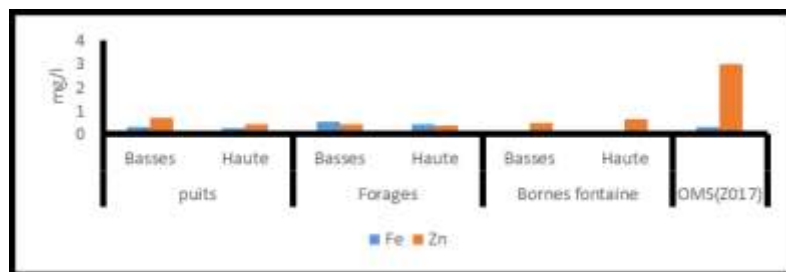 4
3
2
1
0
mg/l
Basses Haute Basses Haute Basses Haute
puits Forages Bornes fontaine OMS(2017)
Fe Zn